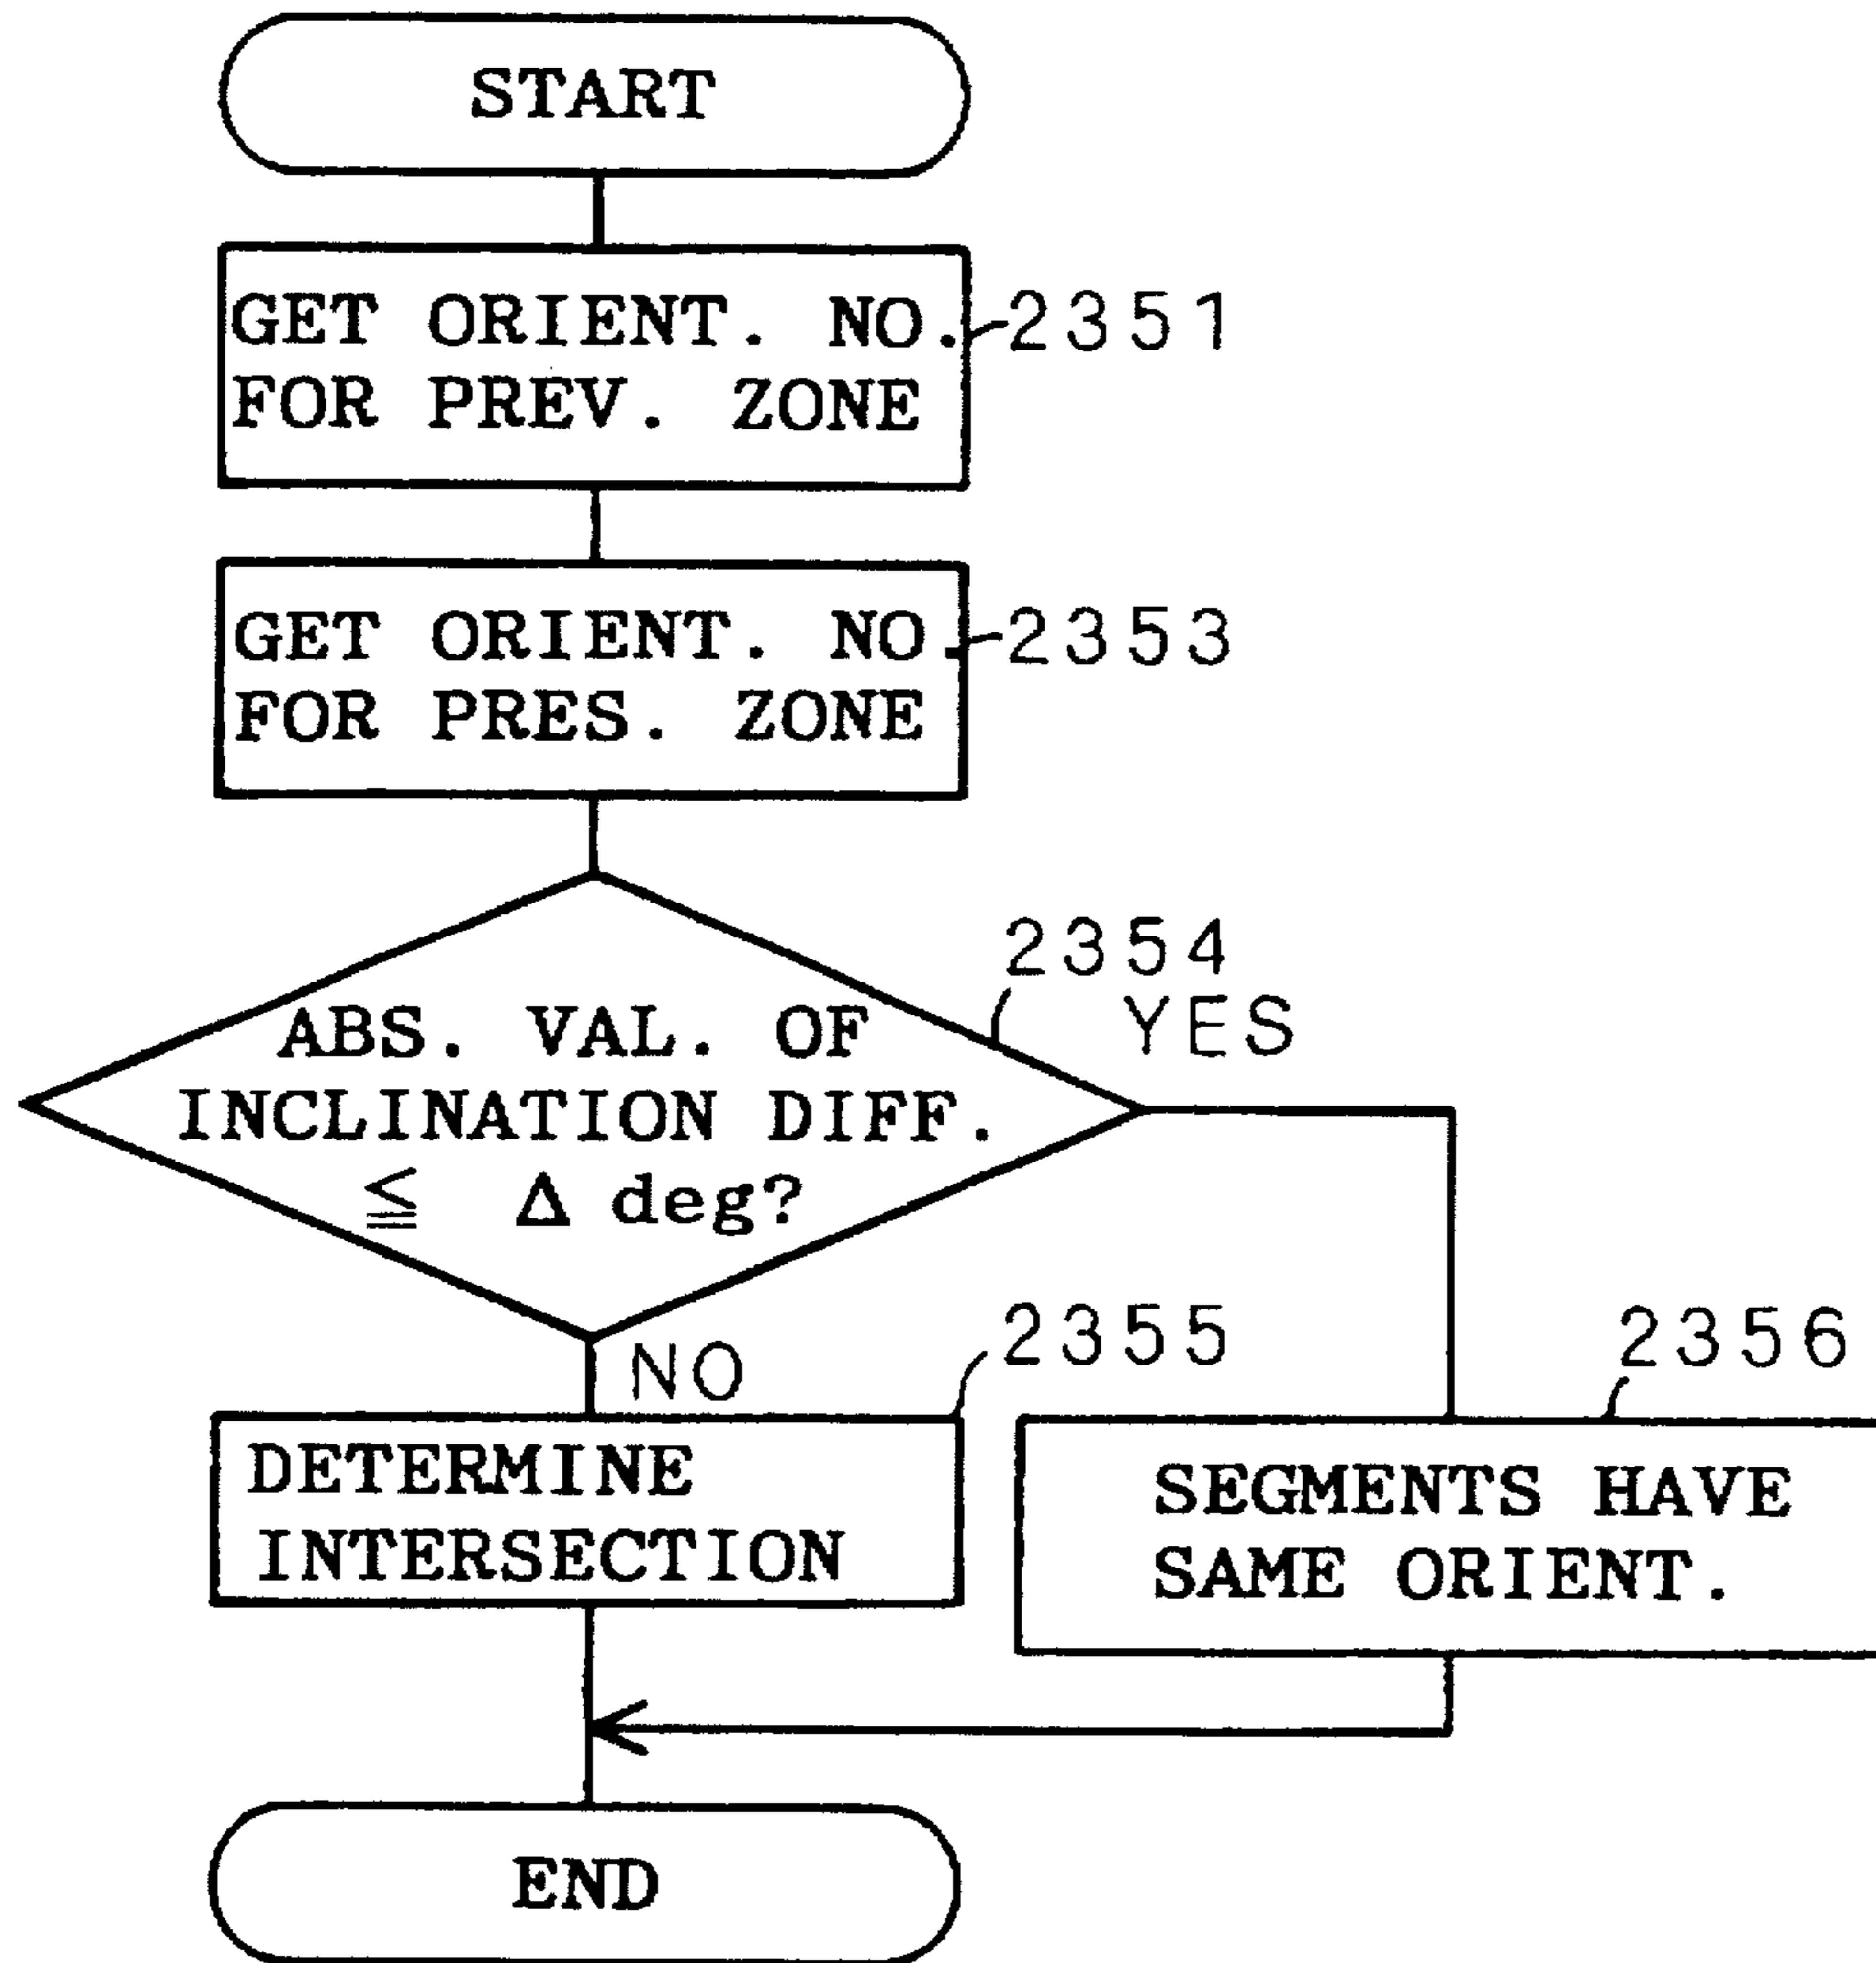 START
GET ORIENT. NO.
FOR PREV. ZONE
2351
GET ORIENT. NO.
FOR PRES. ZONE
2353
2354
YES
ABS. VAL. OF
INCLINATION DIFF.
≦ Δ deg?
NO
2355
DETERMINE
INTERSECTION
2356
SEGMENTS HAVE
SAME ORIENT.
END